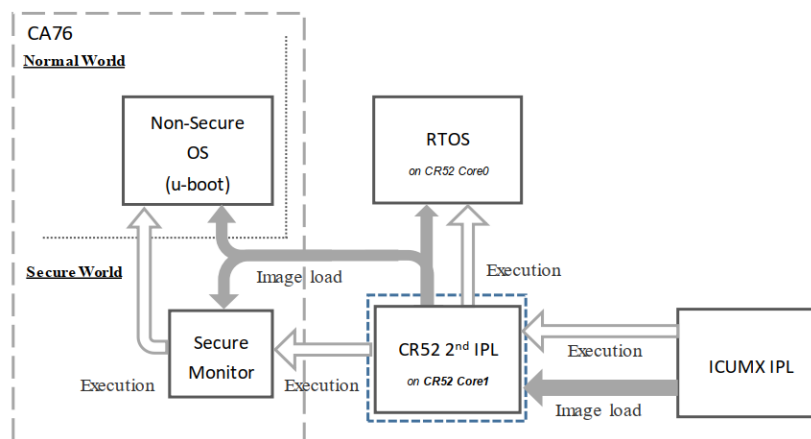 CA76
Normal World
Non-Secure
OS
(u-boot)
RTOS
on CR52 Core0
Secure World
Image load
Execution
Secure
Monitor
CR52 2nd IPL
on CR52 Core1
ICUMX IPL
Execution
Execution
Execution
Image load